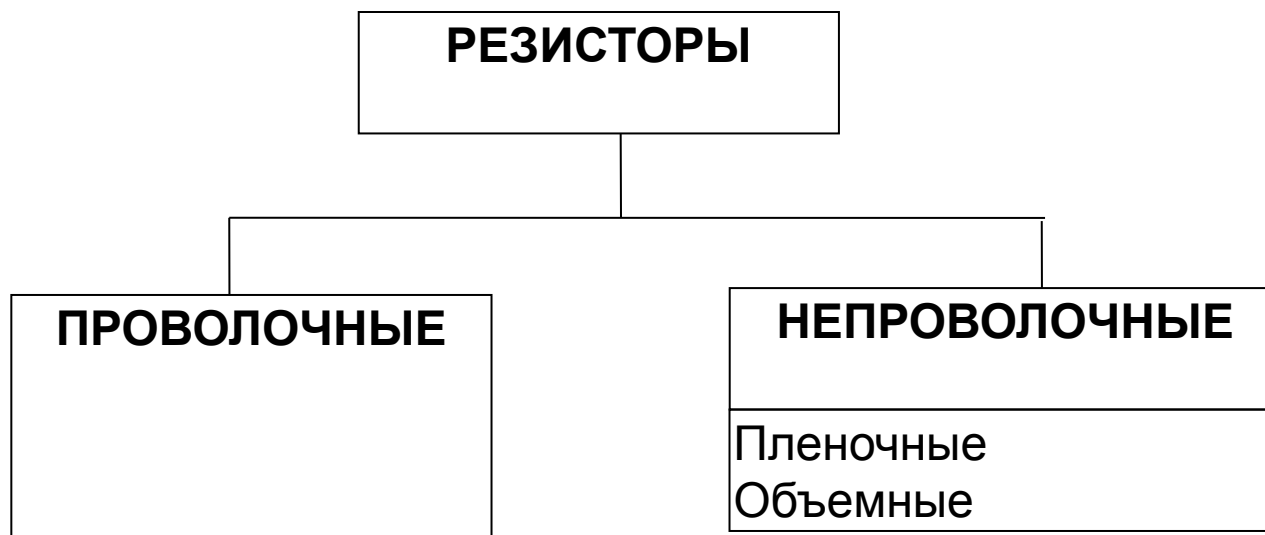 РЕЗИСТОРЫ
ПРОВОЛОЧНЫЕ
НЕПРОВОЛОЧНЫЕ
Пленочные
Объемные